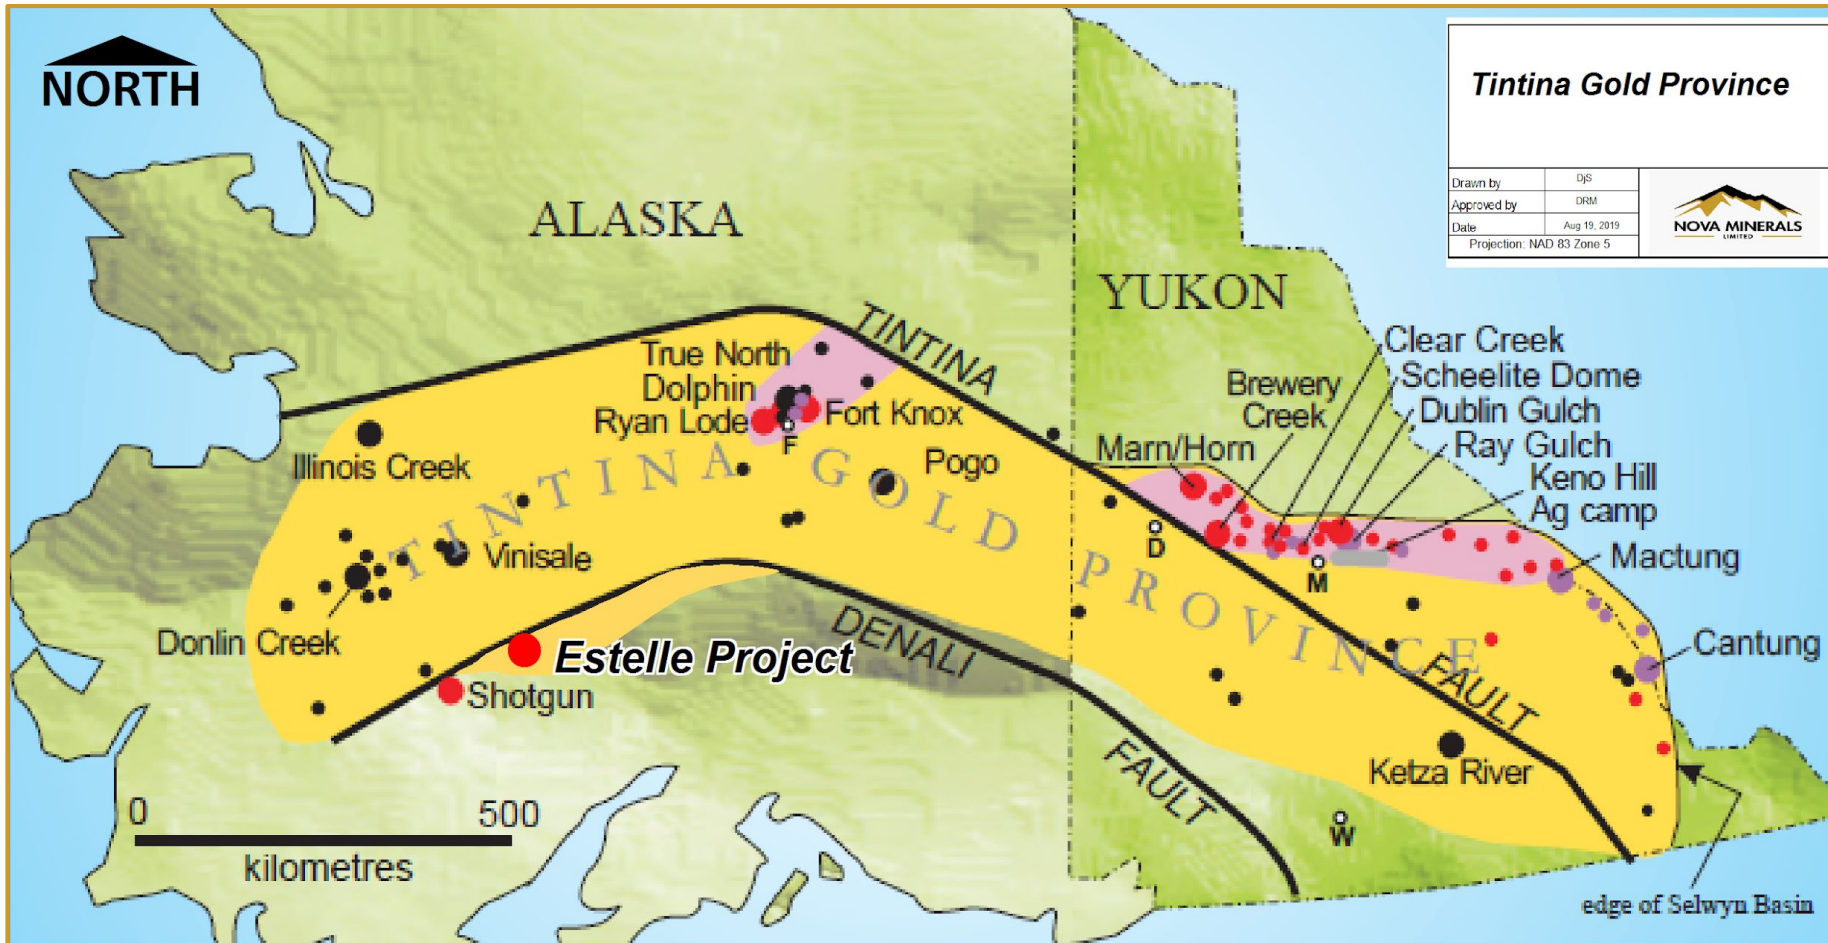 NORTH
Tintina Gold Province
Drawn by DjS
Approved by DRM
Date Aug 19, 2019
Projection: NAD 83 Zone 5
NOVA MINERALS
LIMITED
ALASKA
YUKON
TINTINA
FAULT
DENALI
FAULT
TINTINA GOLD PROVINCE
True North
Dolphin
Ryan Lode
Fort Knox
F
Pogo
Illinois Creek
Vinisale
Donlin Creek
Estelle Project
Shotgun
Clear Creek
Scheelite Dome
Dublin Gulch
Ray Gulch
Keno Hill
Ag camp
Brewery
Creek
Marn/Horn
D
M
Mactung
Cantung
Ketza River
W
0 500
kilometres
edge of Selwyn Basin